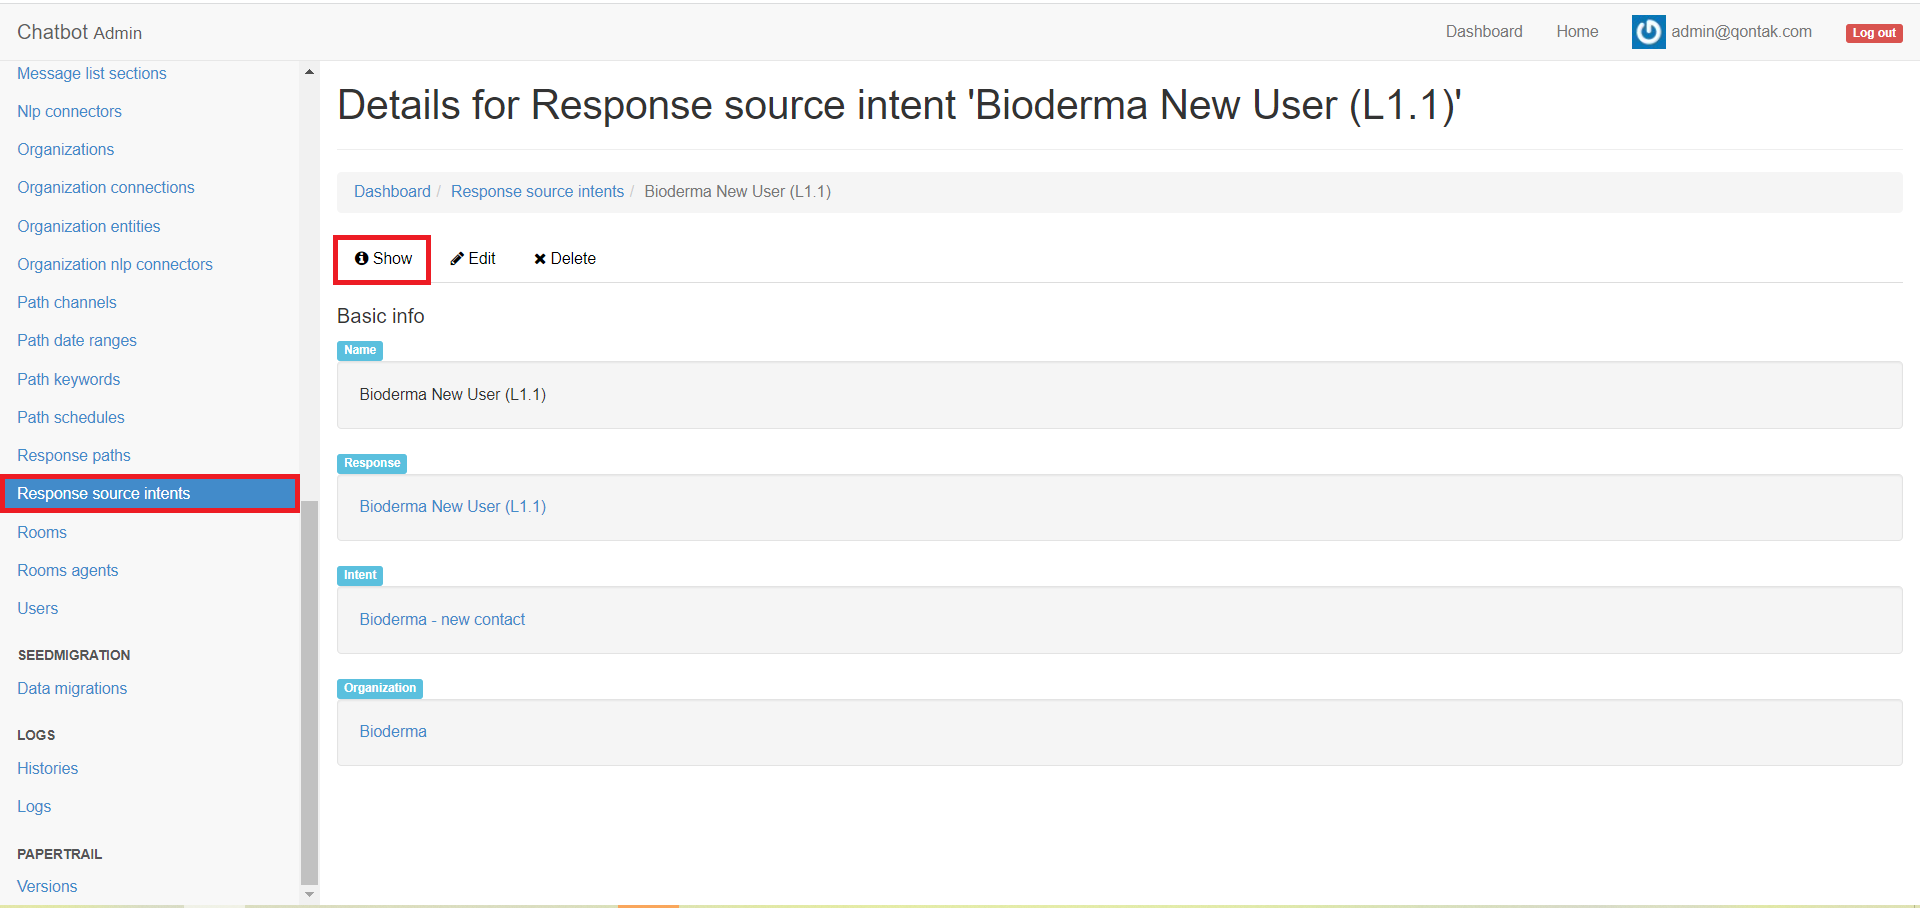 Chatbot Admin
Dashboard
Home
admin@qontak.com
Log out
Message list sections
Nlp connectors
Organizations
Organization connections
Organization entities
Organization nlp connectors
Path channels
Path date ranges
Path keywords
Path schedules
Response paths
Response source intents
Rooms
Rooms agents
Users
SEEDMIGRATION
Data migrations
LOGS
Histories
Logs
PAPERTRAIL
Versions
Details for Response source intent 'Bioderma New User (L1.1)'
Dashboard / Response source intents / Bioderma New User (L1.1)
Show
Edit
Delete
Basic info
Name
Bioderma New User (L1.1)
Response
Bioderma New User (L1.1)
Intent
Bioderma - new contact
Organization
Bioderma